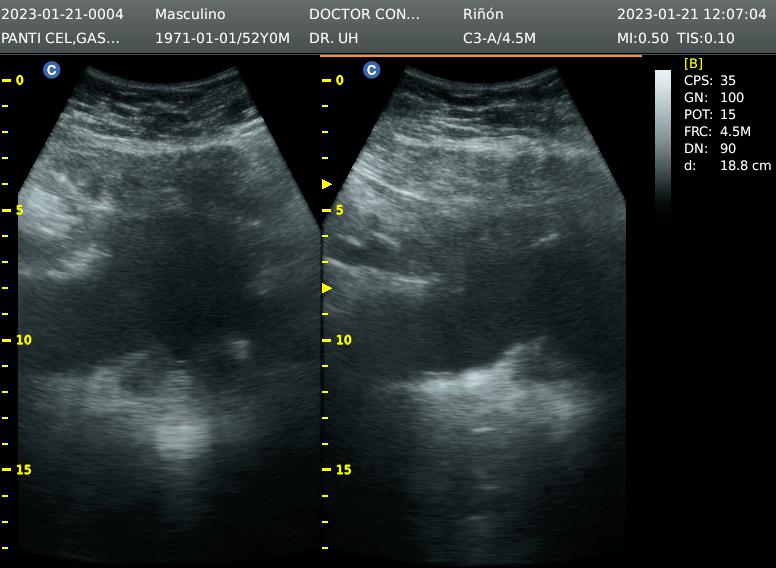 2023-01-21-0004 Masculino DOCTOR CON... Riñón 2023-01-21 12:07:04
PANTI CEL,GAS... 1971-01-01/52Y0M DR. UH C3-A/4.5M MI:0.50 TIS:0.10
C C
[B]
0 0
CPS: 35
GN: 100
POT: 15
FRC: 4.5M
DN: 90
d: 18.8 cm
5 5
10 10
15 15